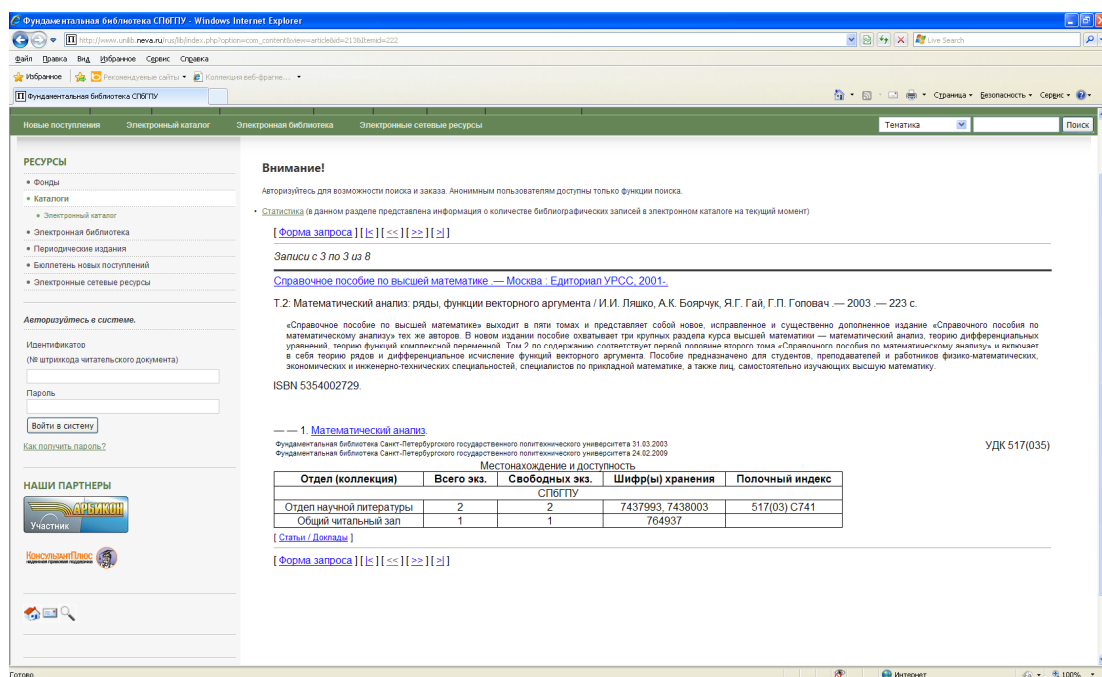 Фундаментальная библиотека СПбГПУ - Windows Internet Explorer
http://www.unilib.neva.ru/rus/lib/index.php?option=com_content&view=article&id=213&Itemid=222
Live Search
Файл Правка Вид Избранное Сервис Справка
Избранное Рекомендуемые сайты Коллекция веб-фрагме...
Фундаментальная библиотека СПбГПУ
Страница Безопасность Сервис
Новые поступления Электронный каталог Электронная библиотека Электронные сетевые ресурсы Тематика Поиск
РЕСУРСЫ
Фонды
Каталоги
Электронный каталог
Электронная библиотека
Периодические издания
Бюллетень новых поступлений
Электронные сетевые ресурсы
Авторизуйтесь в системе.
Идентификатор
(№ штрихкода читательского документа)
Пароль
Войти в систему
Как получить пароль?
НАШИ ПАРТНЕРЫ
АРБИКОН
Участник
КонсультантПлюс
Внимание!
Авторизуйтесь для возможности поиска и заказа. Анонимным пользователям доступны только функции поиска.
Статистика (в данном разделе представлена информация о количестве библиографических записей в электронном каталоге на текущий момент)
[ Форма запроса ] [ |< ] [ << ] [ >> ] [ >| ]
Записи с 3 по 3 из 8
Справочное пособие по высшей математике .— Москва : Едиториал УРСС, 2001-.
Т.2: Математический анализ: ряды, функции векторного аргумента / И.И. Ляшко, А.К. Боярчук, Я.Г. Гай, Г.П. Головач .— 2003 .— 223 с.
«Справочное пособие по высшей математике» выходит в пяти томах и представляет собой новое, исправленное и существенно дополненное издание «Справочного пособия по
математическому анализу» тех же авторов. В новом издании пособие охватывает три крупных раздела курса высшей математики — математический анализ, теорию дифференциальных
уравнений, теорию функций комплексной переменной. Том 2 по содержанию соответствует первой половине второго тома «Справочного пособия по математическому анализу» и включает
в себя теорию рядов и дифференциальное исчисление функций векторного аргумента. Пособие предназначено для студентов, преподавателей и работников физико-математических,
экономических и инженерно-технических специальностей, специалистов по прикладной математике, а также лиц, самостоятельно изучающих высшую математику.
ISBN 5354002729.
— — 1. Математический анализ.
Фундаментальная библиотека Санкт-Петербургского государственного политехнического университета 31.03.2003
Фундаментальная библиотека Санкт-Петербургского государственного политехнического университета 24.02.2009
УДК 517(035)
Местонахождение и доступность
Отдел (коллекция) Всего экз. Свободных экз. Шифр(ы) хранения Полочный индекс
СПбГПУ
Отдел научной литературы 2 2 7437993, 7438003 517(03) С741
Общий читальный зал 1 1 764937
[ Статьи / Доклады ]
[ Форма запроса ] [ |< ] [ << ] [ >> ] [ >| ]
Готово Интернет 100%